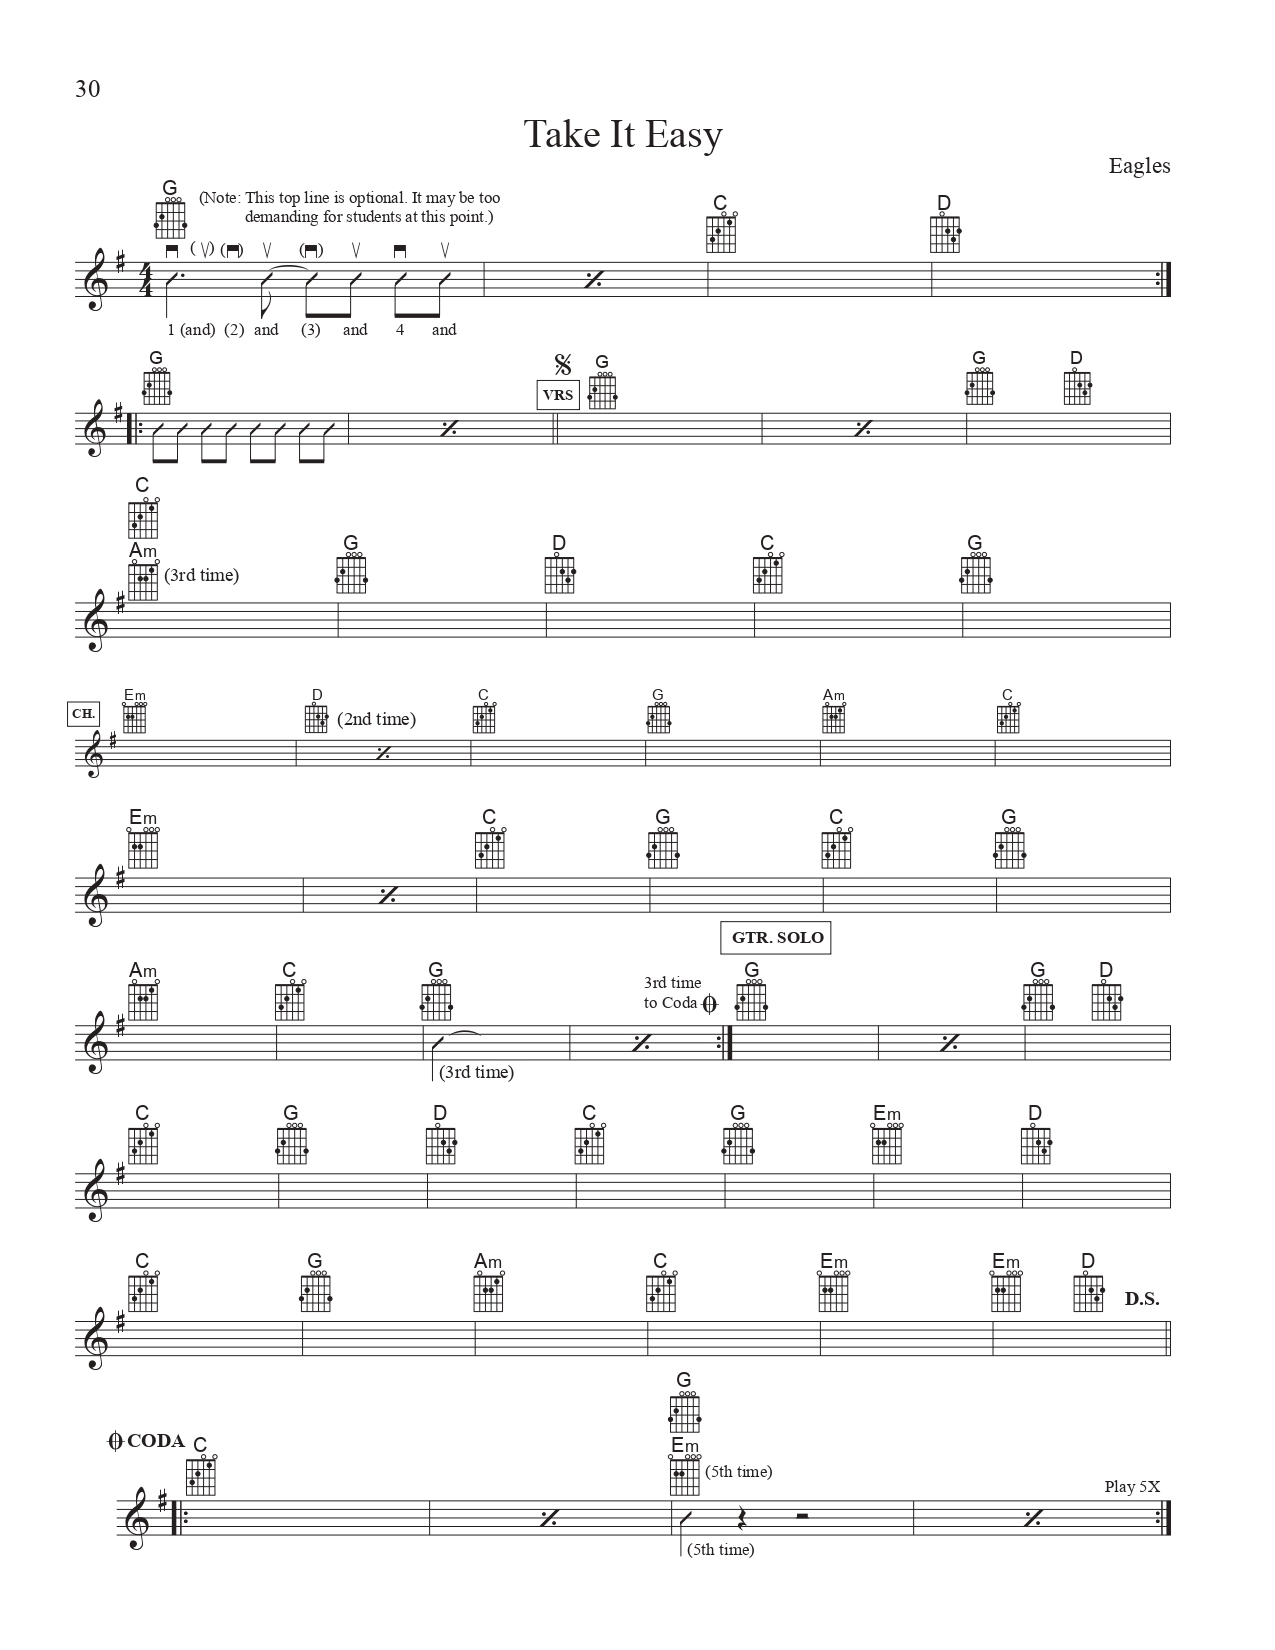 30
Take It Easy
Eagles
G
(Note: This top line is optional. It may be too
demanding for students at this point.)
C D
( ) ( ) ( )
4
4
1 (and) (2) and (3) and 4 and
G VRS G G D
C
Am (3rd time) G D C G
CH. Em D (2nd time) C G Am C
Em C G C G
GTR. SOLO
Am C G 3rd time
to Coda G G D
(3rd time)
C G D C G Em D
C G Am C Em Em D D.S.
G
CODA C Em (5th time)
Play 5X
(5th time)